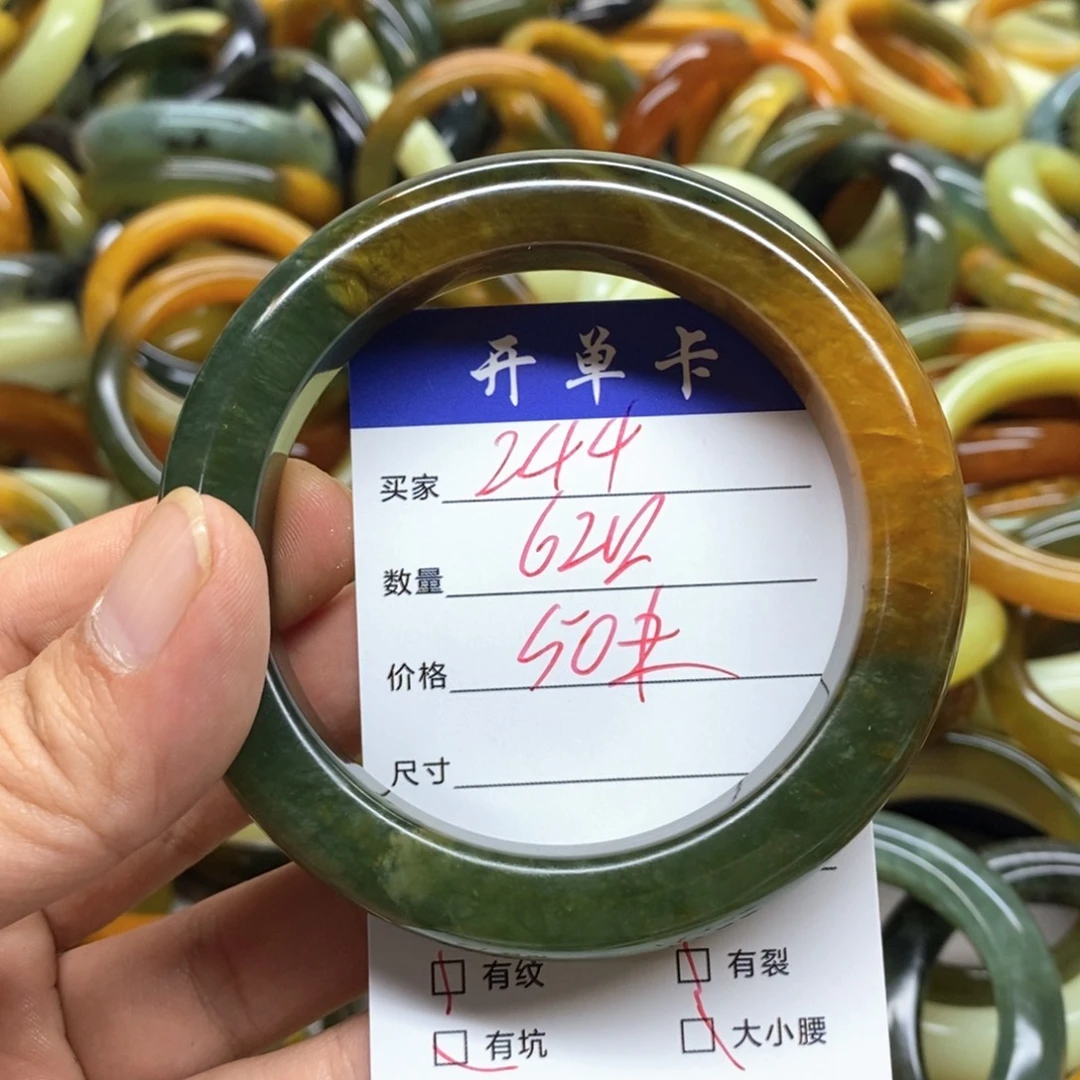 开单卡
买家 244
数量
价格 50
尺寸
有纹 有裂
有坑 大小腰